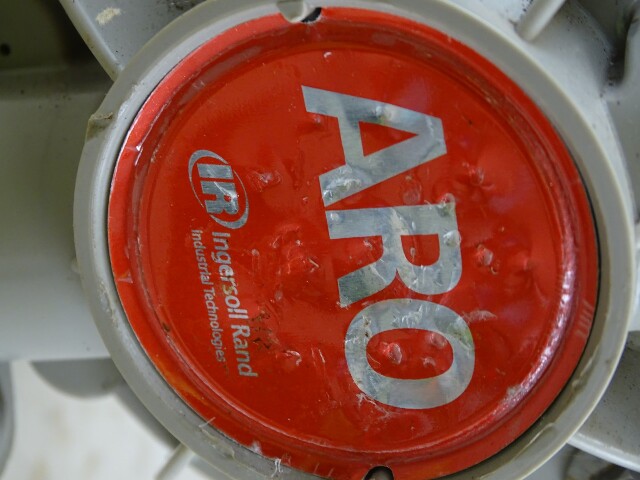 ARO
IR Ingersoll Rand
Industrial Technologies